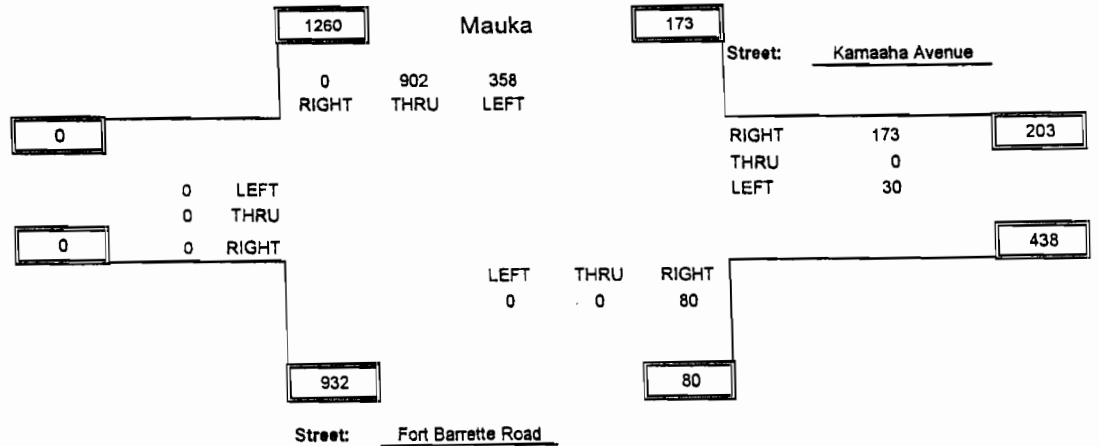 1260 Mauka 173
Street: Kamaaha Avenue
0 902 358
RIGHT THRU LEFT
0
RIGHT 173 203
THRU 0
LEFT 30
0 LEFT
0 THRU
0 0 RIGHT
438
LEFT THRU RIGHT
0 0 80
932 80
Street: Fort Barrette Road